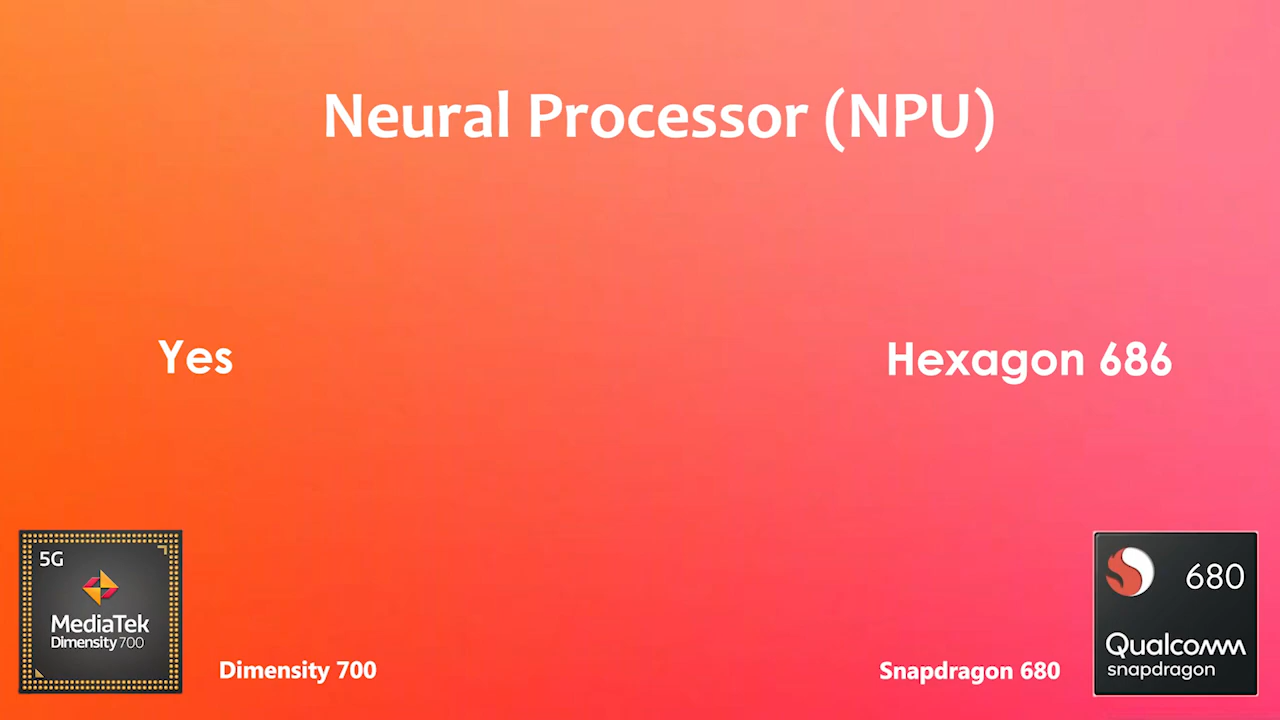 Neural Processor (NPU)
Yes
Hexagon 686
5G
MediaTek
Dimensity 700
Dimensity 700
Snapdragon 680
680
Qualcomm
snapdragon